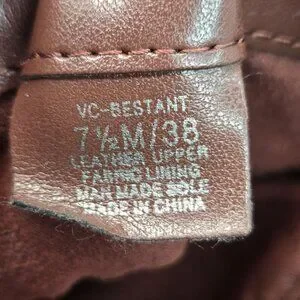 VC-BESTANT
7½M/38
LEATHER UPPER
FABRIC LINING
MAN MADE SOLE
MADE IN CHINA